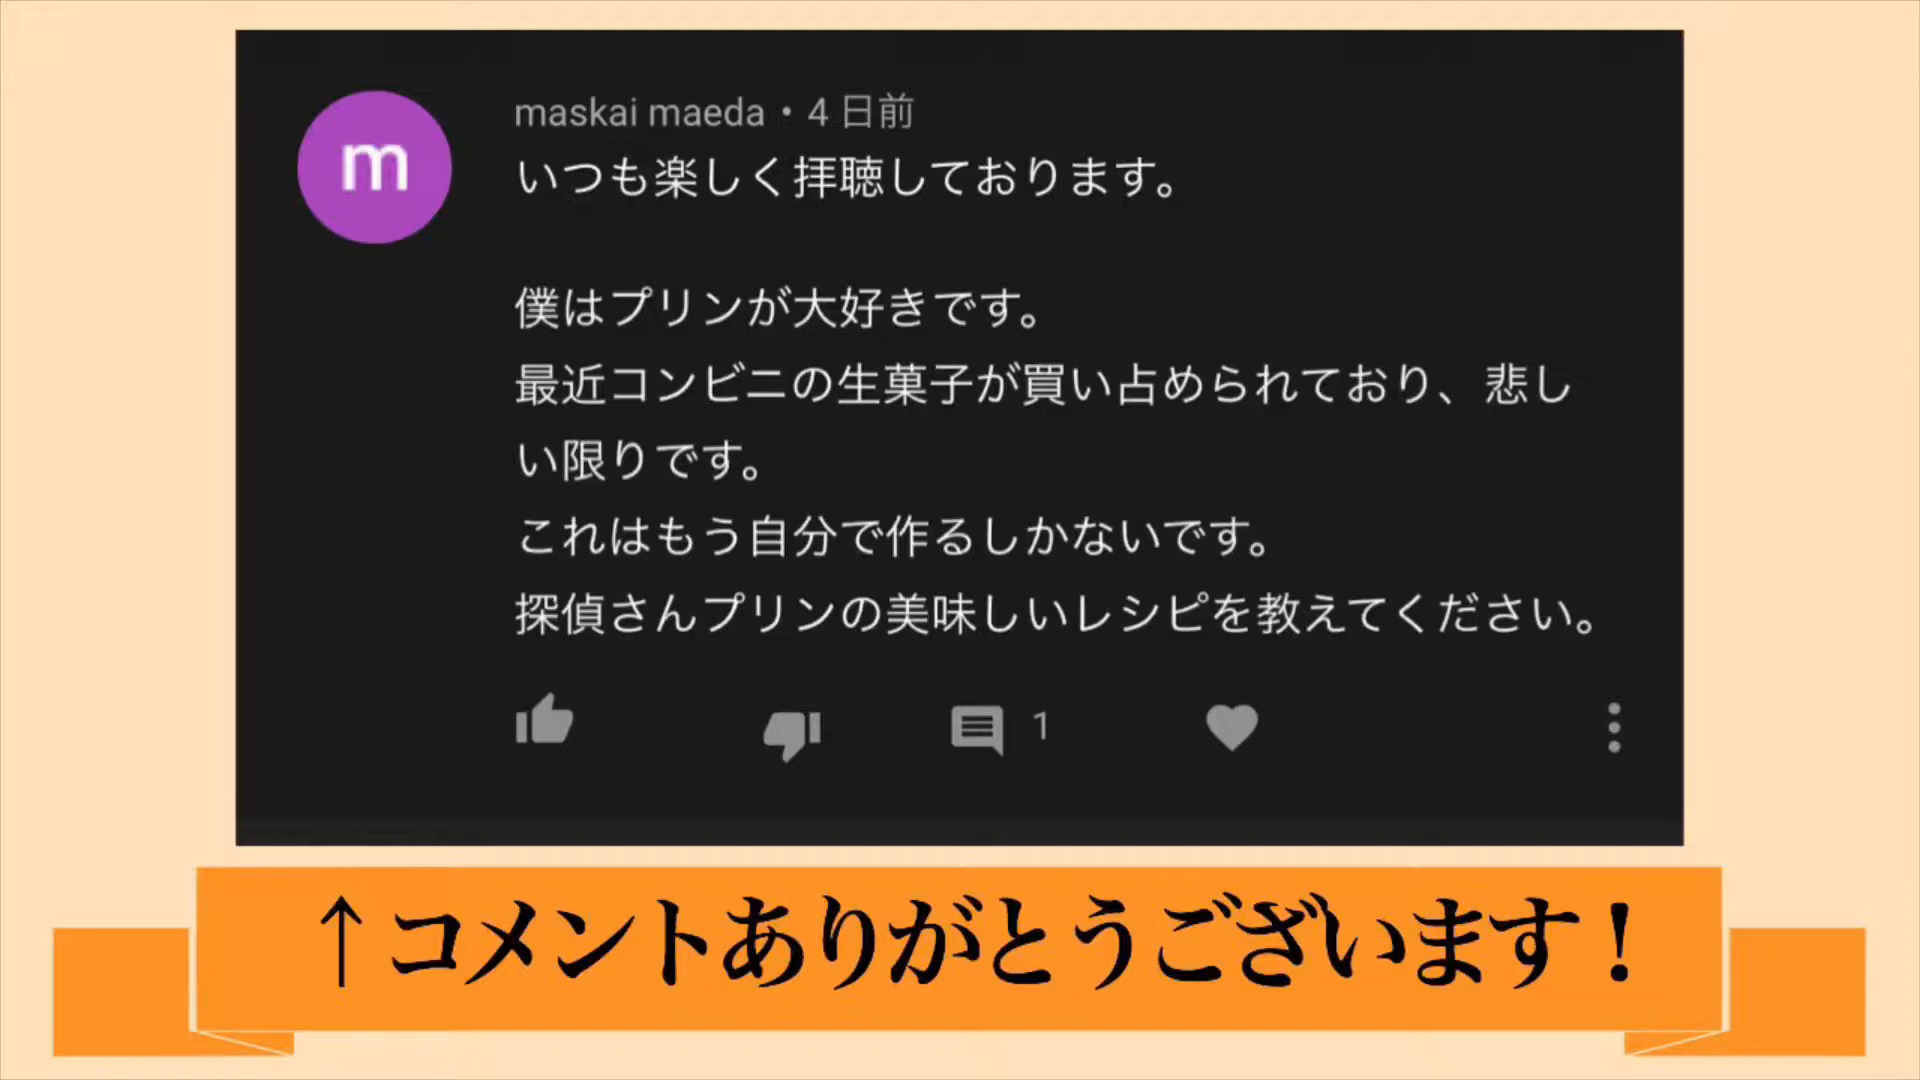 m
maskai maeda・4 日前
いつも楽しく拝聴しております。
僕はプリンが大好きです。
最近コンビニの生菓子が買い占められており、悲し
い限りです。
これはもう自分で作るしかないです。
探偵さんプリンの美味しいレシピを教えてください。
1
↑コメントありがとうございます！